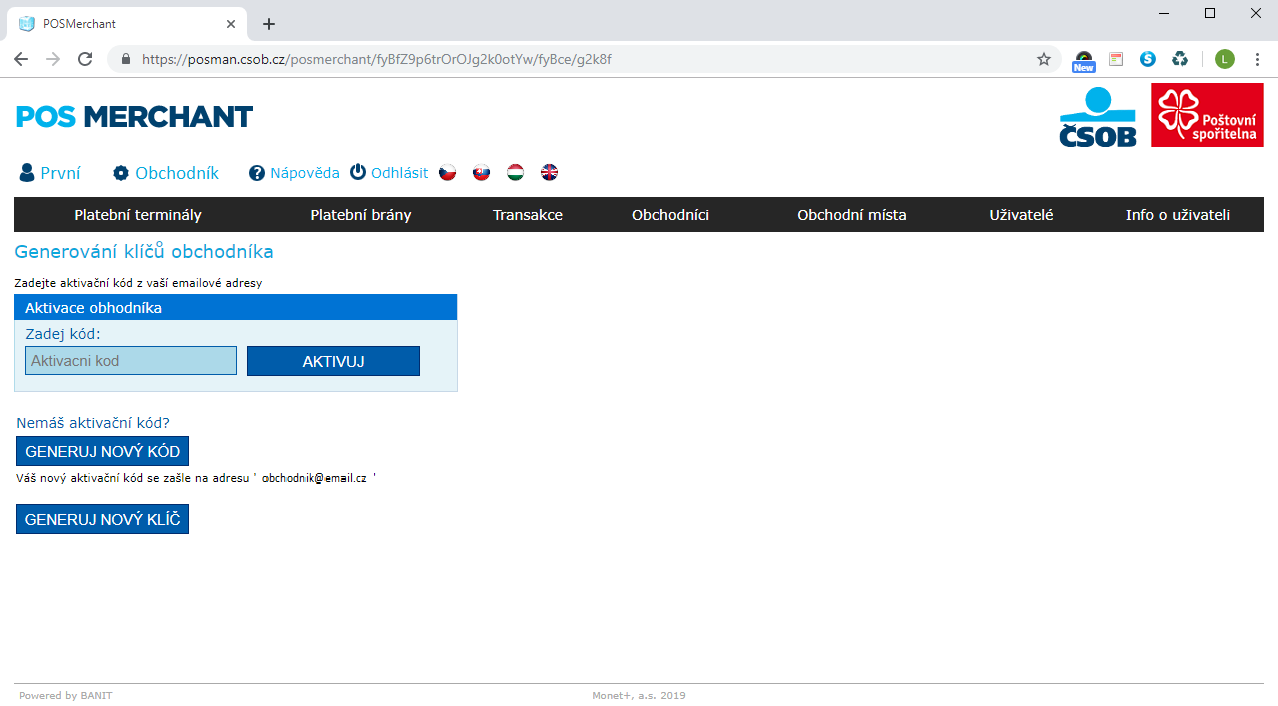 POSMerchant
https://posman.csob.cz/posmerchant/fyBfZ9p6trOrOJg2k0otYw/fyBce/g2k8f
New
L
POS MERCHANT
ČSOB
Poštovní
spořitelna
První Obchodník Nápověda Odhlásit
Platební terminály Platební brány Transakce Obchodníci Obchodní místa Uživatelé Info o uživateli
Generování klíčů obchodníka
Zadejte aktivační kód z vaší emailové adresy
Aktivace obhodníka
Zadej kód:
Aktivacni kod AKTIVUJ
Nemáš aktivační kód?
GENERUJ NOVÝ KÓD
Váš nový aktivační kód se zašle na adresu ' obchodnik@email.cz '
GENERUJ NOVÝ KLÍČ
Powered by BANIT Monet+, a.s. 2019